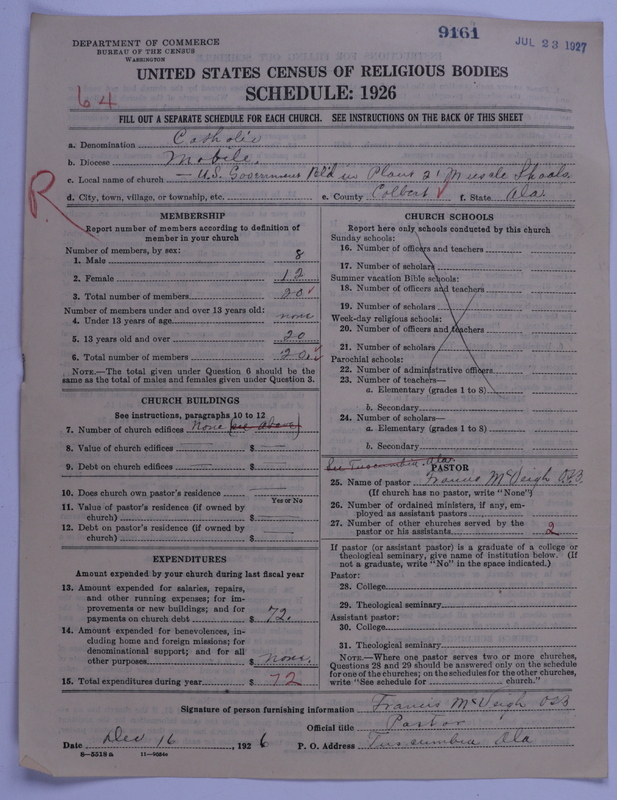 9161
JUL 23 1927
DEPARTMENT OF COMMERCE
BUREAU OF THE CENSUS
WASHINGTON
UNITED STATES CENSUS OF RELIGIOUS BODIES
64
SCHEDULE: 1926
FILL OUT A SEPARATE SCHEDULE FOR EACH CHURCH. SEE INSTRUCTIONS ON THE BACK OF THIS SHEET
a. Denomination Catholic
b. Diocese Mobile.
c. Local name of church — U.S. Government Bld'in Plant 2 Muscle Shoals
R
d. City, town, village, or township, etc. e. County Colbert ✓ f. State Ala.
MEMBERSHIP
Report number of members according to definition of
member in your church
Number of members, by sex:
1. Male 8
2. Female 12
3. Total number of members 20 ✓
Number of members under and over 13 years old:
4. Under 13 years of age none
5. 13 years old and over 20
6. Total number of members 20. ✓
NOTE.—The total given under Question 6 should be the
same as the total of males and females given under Question 3.
CHURCH BUILDINGS
See instructions, paragraphs 10 to 12
7. Number of church edifices None (see above)
8. Value of church edifices $
9. Debt on church edifices $
10. Does church own pastor's residence
Yes or No
11. Value of pastor's residence (if owned by
church) $
12. Debt on pastor's residence (if owned by
church) $
EXPENDITURES
Amount expended by your church during last fiscal year
13. Amount expended for salaries, repairs,
and other running expenses; for im-
provements or new buildings; and for
payments on church debt $ 72.
14. Amount expended for benevolences, in-
cluding home and foreign missions; for
denominational support; and for all
other purposes $ none.
15. Total expenditures during year $ 72
CHURCH SCHOOLS
Report here only schools conducted by this church
Sunday schools:
16. Number of officers and teachers
17. Number of scholars
Summer vacation Bible schools:
18. Number of officers and teachers
19. Number of scholars
Week-day religious schools:
20. Number of officers and teachers
21. Number of scholars
Parochial schools:
22. Number of administrative officers
23. Number of teachers—
a. Elementary (grades 1 to 8)
b. Secondary
24. Number of scholars—
a. Elementary (grades 1 to 8)
b. Secondary
See Tuscumbia Ala.
PASTOR
25. Name of pastor Francis McVeigh O.S.B.
(If church has no pastor, write "None")
26. Number of ordained ministers, if any, em-
ployed as assistant pastors
27. Number of other churches served by the
pastor or his assistants 2
If pastor (or assistant pastor) is a graduate of a college or
theological seminary, give name of institution below. (If
not a graduate, write "No" in the space indicated.)
Pastor:
28. College
29. Theological seminary
Assistant pastor:
30. College
31. Theological seminary
NOTE.—Where one pastor serves two or more churches,
Questions 28 and 29 should be answered only on the schedule
for one of the churches; on the schedules for the other churches,
write "See schedule for church."
Signature of person furnishing information Francis McVeigh OSB
Official title Pastor
Date Dec 16, 1926 P. O. Address Tuscumbia Ala
8—5518a